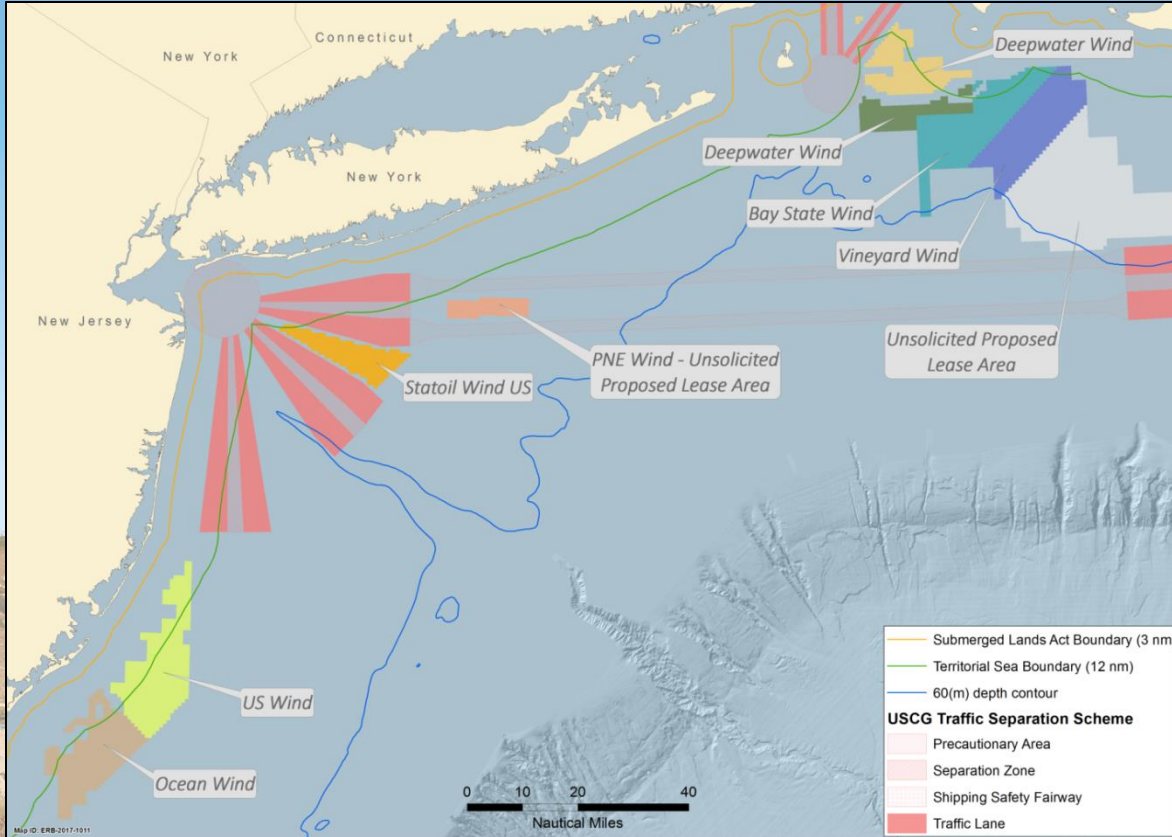 Connecticut
New York
New York
New Jersey
Deepwater Wind
Deepwater Wind
Bay State Wind
Vineyard Wind
Unsolicited Proposed
Lease Area
PNE Wind - Unsolicited
Proposed Lease Area
Statoil Wind US
US Wind
Ocean Wind
Submerged Lands Act Boundary (3 nm
Territorial Sea Boundary (12 nm)
60(m) depth contour
USCG Traffic Separation Scheme
Precautionary Area
Separation Zone
Shipping Safety Fairway
Traffic Lane
0 10 20 40
Nautical Miles
Map ID: ERB-2017-1011